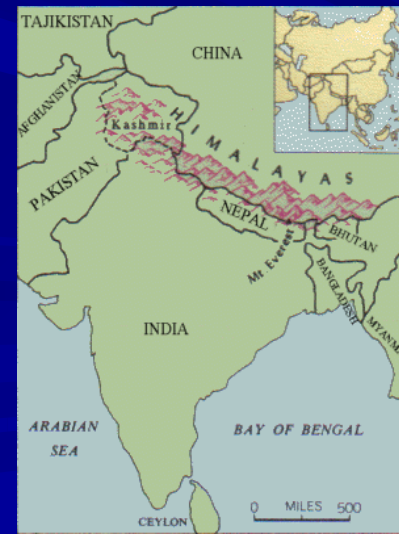 TAJIKISTAN
CHINA
AFGHANISTAN
Kashmir
HIMALAYAS
PAKISTAN
NEPAL
BHUTAN
Mt. Everest
BANGLADESH
MYANMA
INDIA
ARABIAN
SEA
BAY OF BENGAL
0 MILES 500
CEYLON